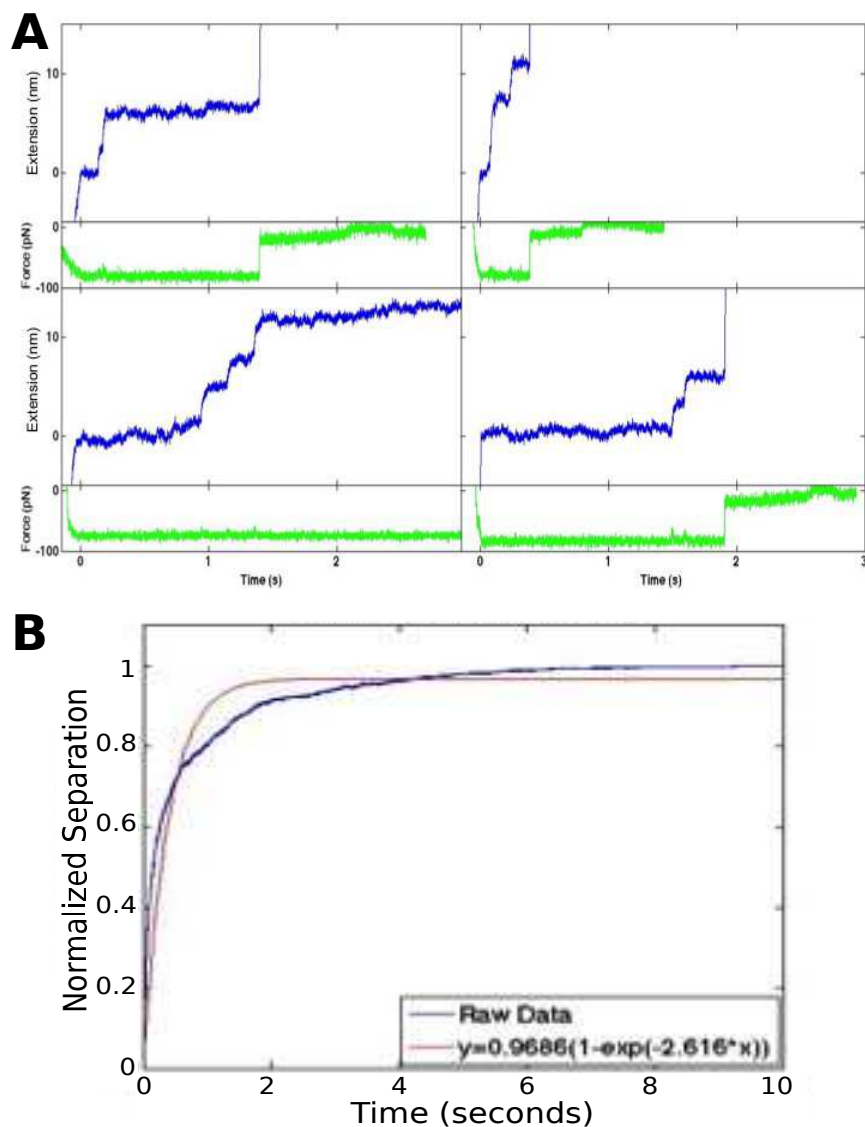 A
Extension (nm)
10
0
Force (pN)
0
-100
Extension (nm)
10
0
Force (pN)
0
-100
0 1 2 0 1 2 3
Time (s) Time (s)
B
Normalized Separation
1
0.8
0.6
0.4
0.2
0
Raw Data
y=0.9686(1-exp(-2.616*x))
0 2 4 6 8 10
Time (seconds)